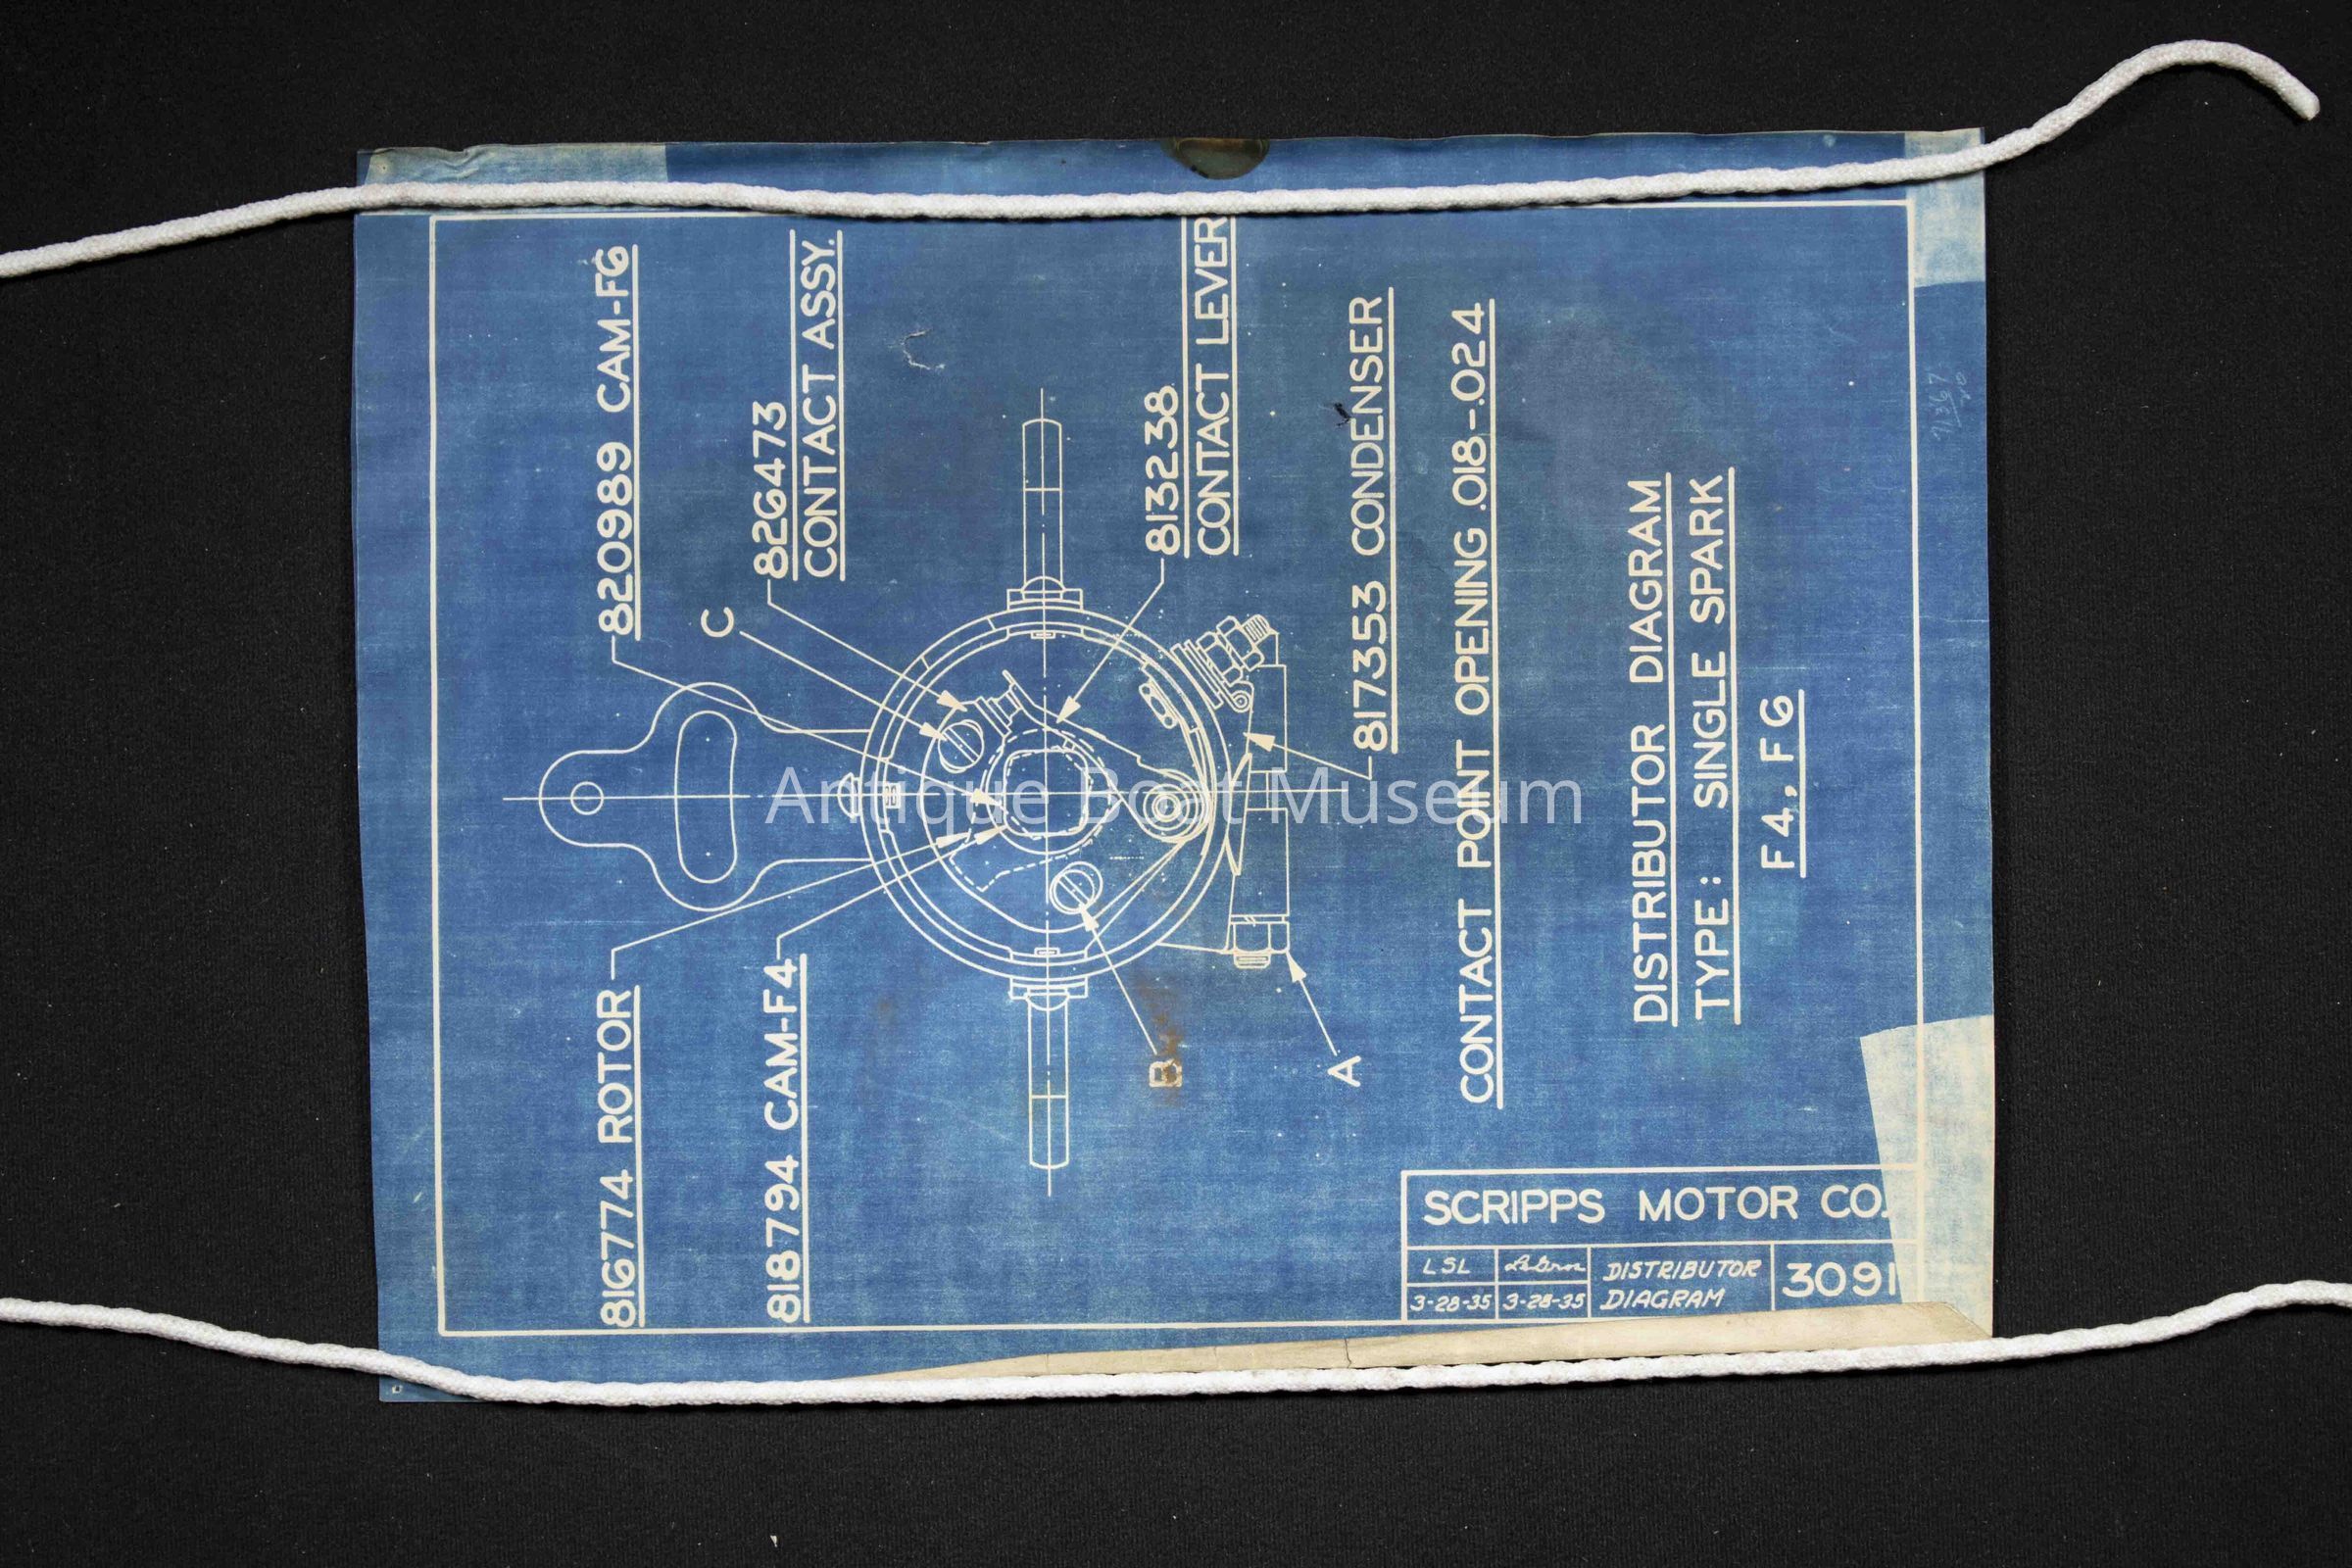 816774 ROTOR
820989 CAM-F6
818794 CAM-F4
C
826473
CONTACT ASSY.
B
813238
CONTACT LEVER
A
817353 CONDENSER
CONTACT POINT OPENING .018-.024
DISTRIBUTOR DIAGRAM
TYPE: SINGLE SPARK
F4, F6
SCRIPPS MOTOR CO.
LSL
3-28-35
3-28-35
DISTRIBUTOR
DIAGRAM
3091
Antique Boat Museum